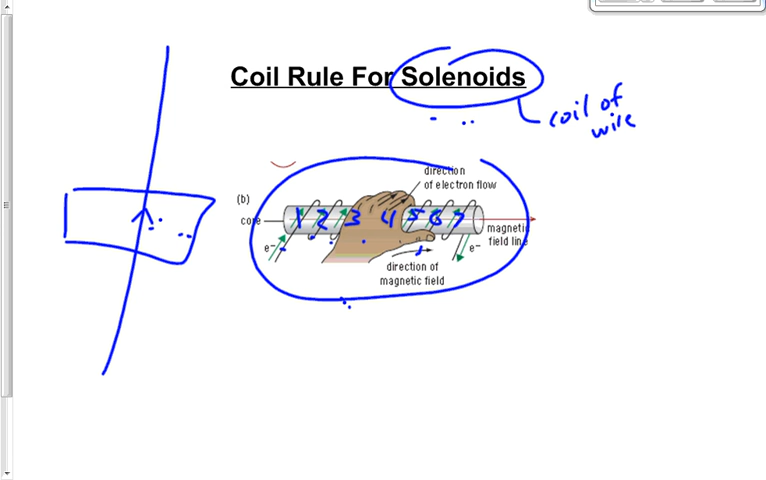 Coil Rule For Solenoids
coil of
wire
direction
of electron flow
(b)
core
1 2 3 4 5 6 7
magnetic
field line
e⁻
e⁻
direction of
magnetic field